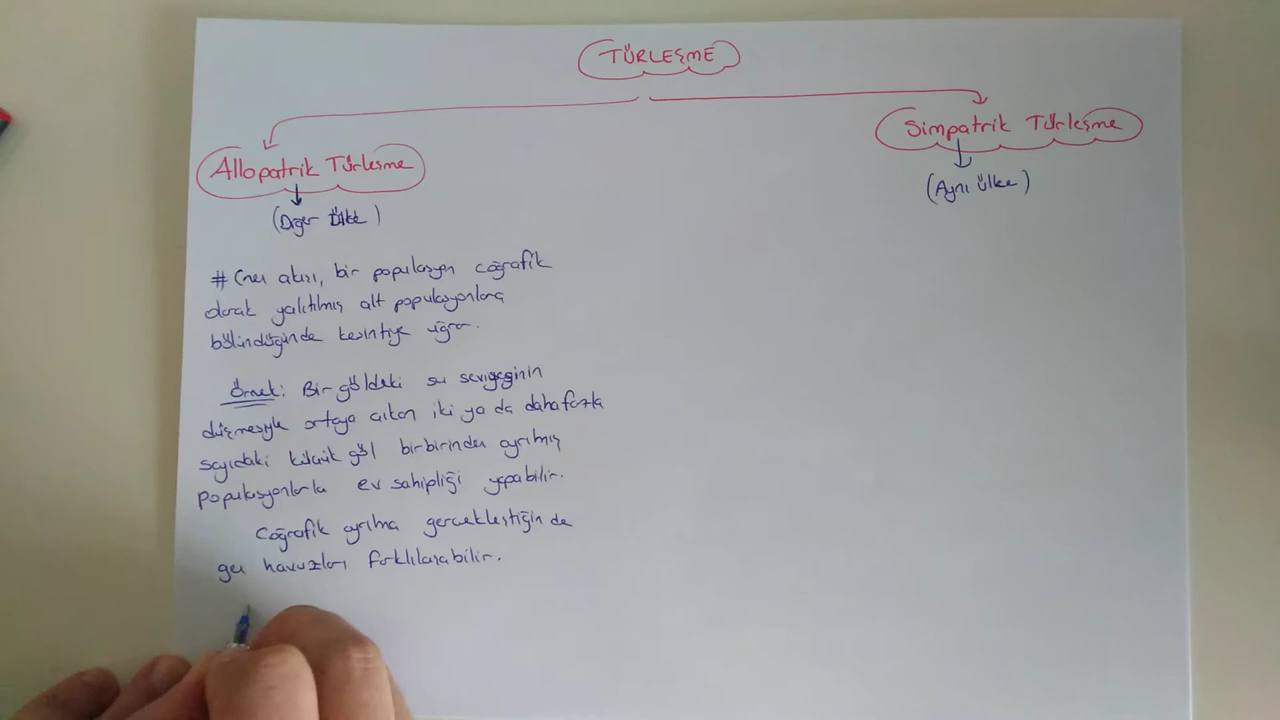 TÜRLEŞME
Allopatrik Türleşme
(Diğer Ülke)
# Gen akışı, bir populasyon coğrafik
olarak yalıtılmış alt populasyonlara
bölündüğünde kesintiye uğrar.
Örnek: Bir göldeki su seviyesinin
düşmesiyle ortaya çıkan iki ya da daha fazla
sayıdaki küçük göl birbirinden ayrılmış
populasyonlarla ev sahipliği yapabilir.
Coğrafik ayrılma gerçekleştiğinde
gen havuzları farklılaşabilir.
Simpatrik Türleşme
(Aynı ülke)